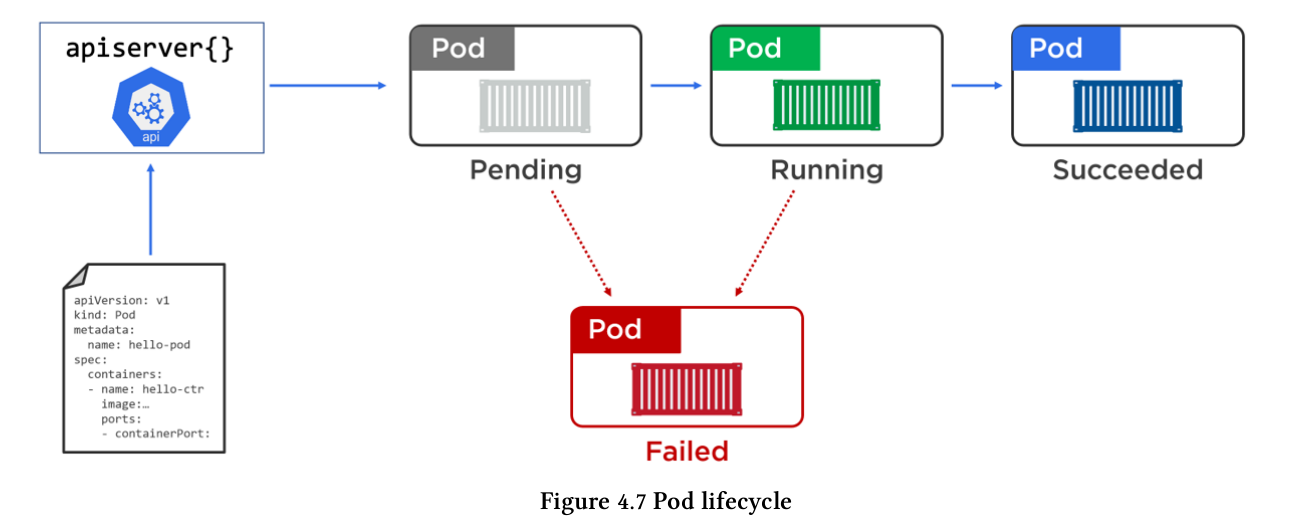 apiserver{}
api
Pod
Pending
Pod
Running
Pod
Succeeded
apiVersion: v1
kind: Pod
metadata:
  name: hello-pod
spec:
  containers:
  - name: hello-ctr
    image:…
    ports:
    - containerPort:
Pod
Failed
Figure 4.7 Pod lifecycle